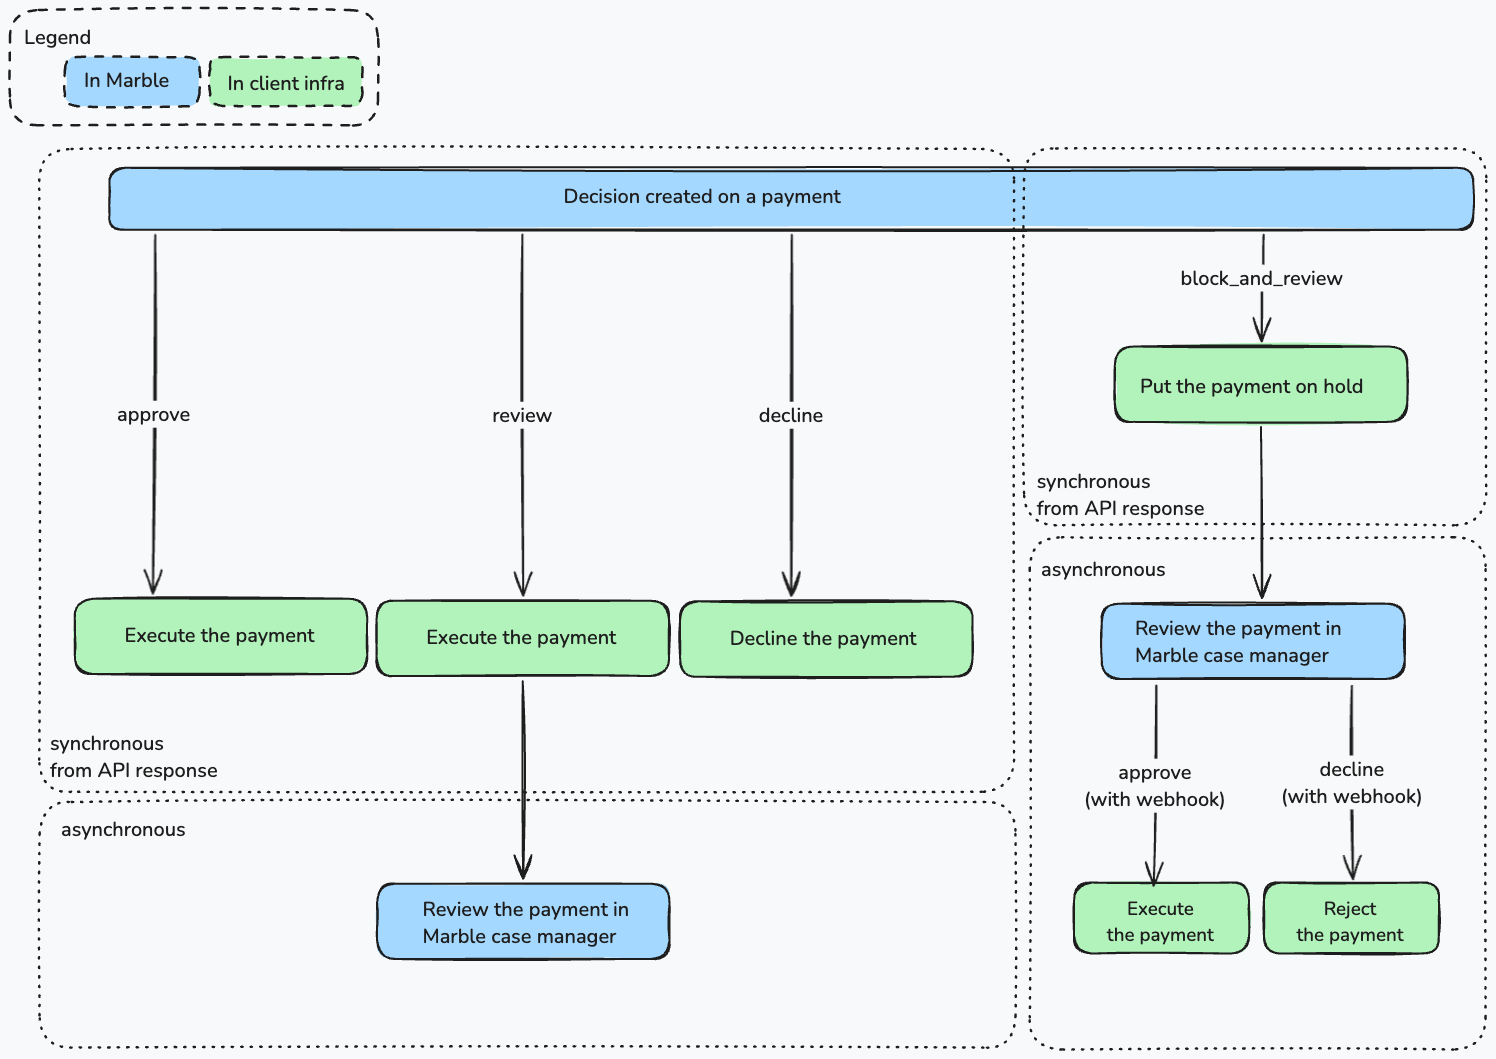 Legend
In Marble
In client infra
Decision created on a payment
block_and_review
Put the payment on hold
approve
review
decline
synchronous
from API response
asynchronous
Execute the payment
Execute the payment
Decline the payment
Review the payment in
Marble case manager
synchronous
from API response
approve
(with webhook)
decline
(with webhook)
asynchronous
Review the payment in
Marble case manager
Execute
the payment
Reject
the payment